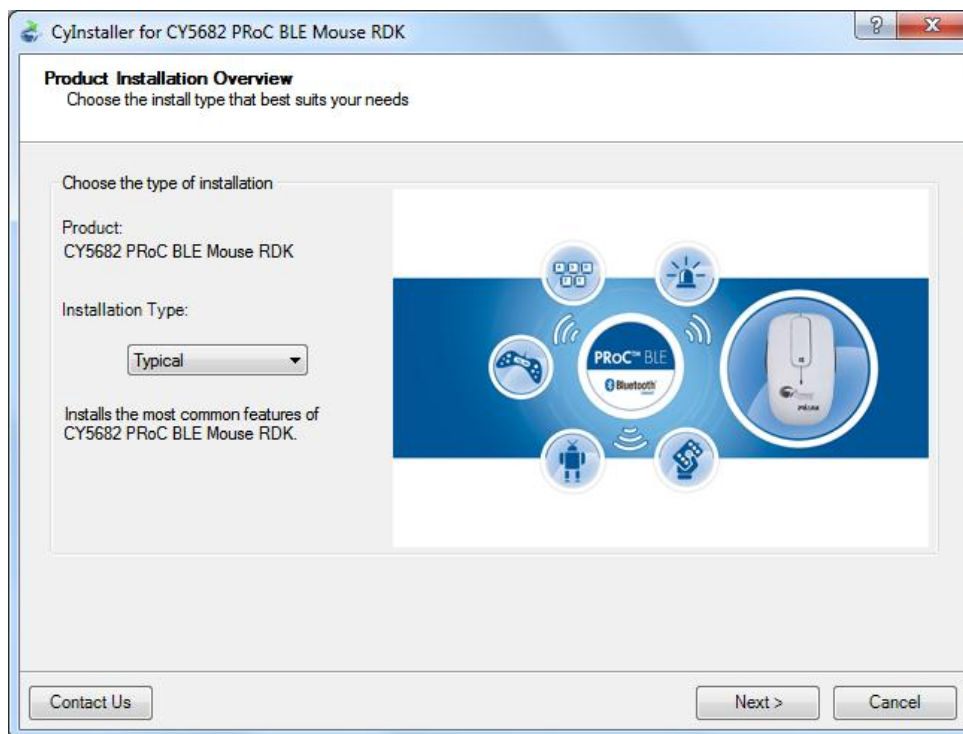 CyInstaller for CY5682 PRoC BLE Mouse RDK
Product Installation Overview
Choose the install type that best suits your needs
Choose the type of installation
Product:
CY5682 PRoC BLE Mouse RDK
Installation Type:
Typical
Installs the most common features of
CY5682 PRoC BLE Mouse RDK.
PRoC™ BLE
Bluetooth
Contact Us
Next >
Cancel